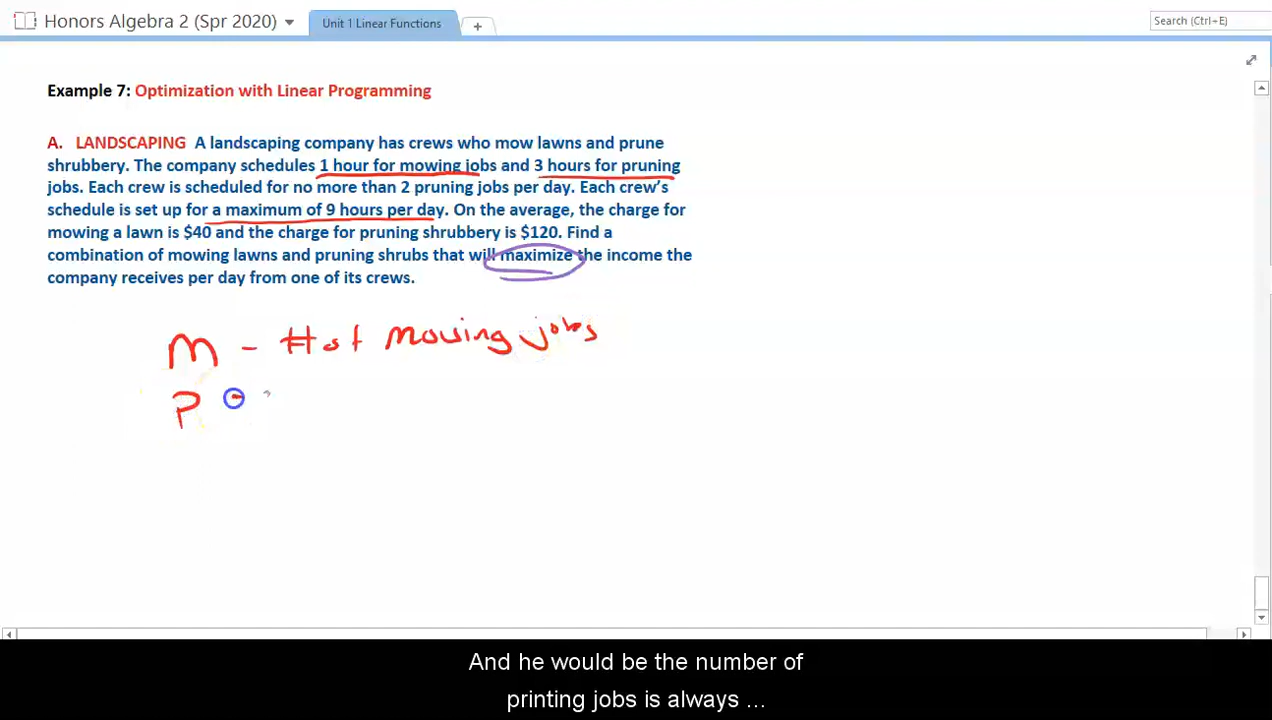 Honors Algebra 2 (Spr 2020)
Unit 1 Linear Functions
Search (Ctrl+E)
Example 7: Optimization with Linear Programming
A. LANDSCAPING A landscaping company has crews who mow lawns and prune
shrubbery. The company schedules 1 hour for mowing jobs and 3 hours for pruning
jobs. Each crew is scheduled for no more than 2 pruning jobs per day. Each crew's
schedule is set up for a maximum of 9 hours per day. On the average, the charge for
mowing a lawn is $40 and the charge for pruning shrubbery is $120. Find a
combination of mowing lawns and pruning shrubs that will maximize the income the
company receives per day from one of its crews.
M - # of Mowing jobs
P -
And he would be the number of
printing jobs is always ...